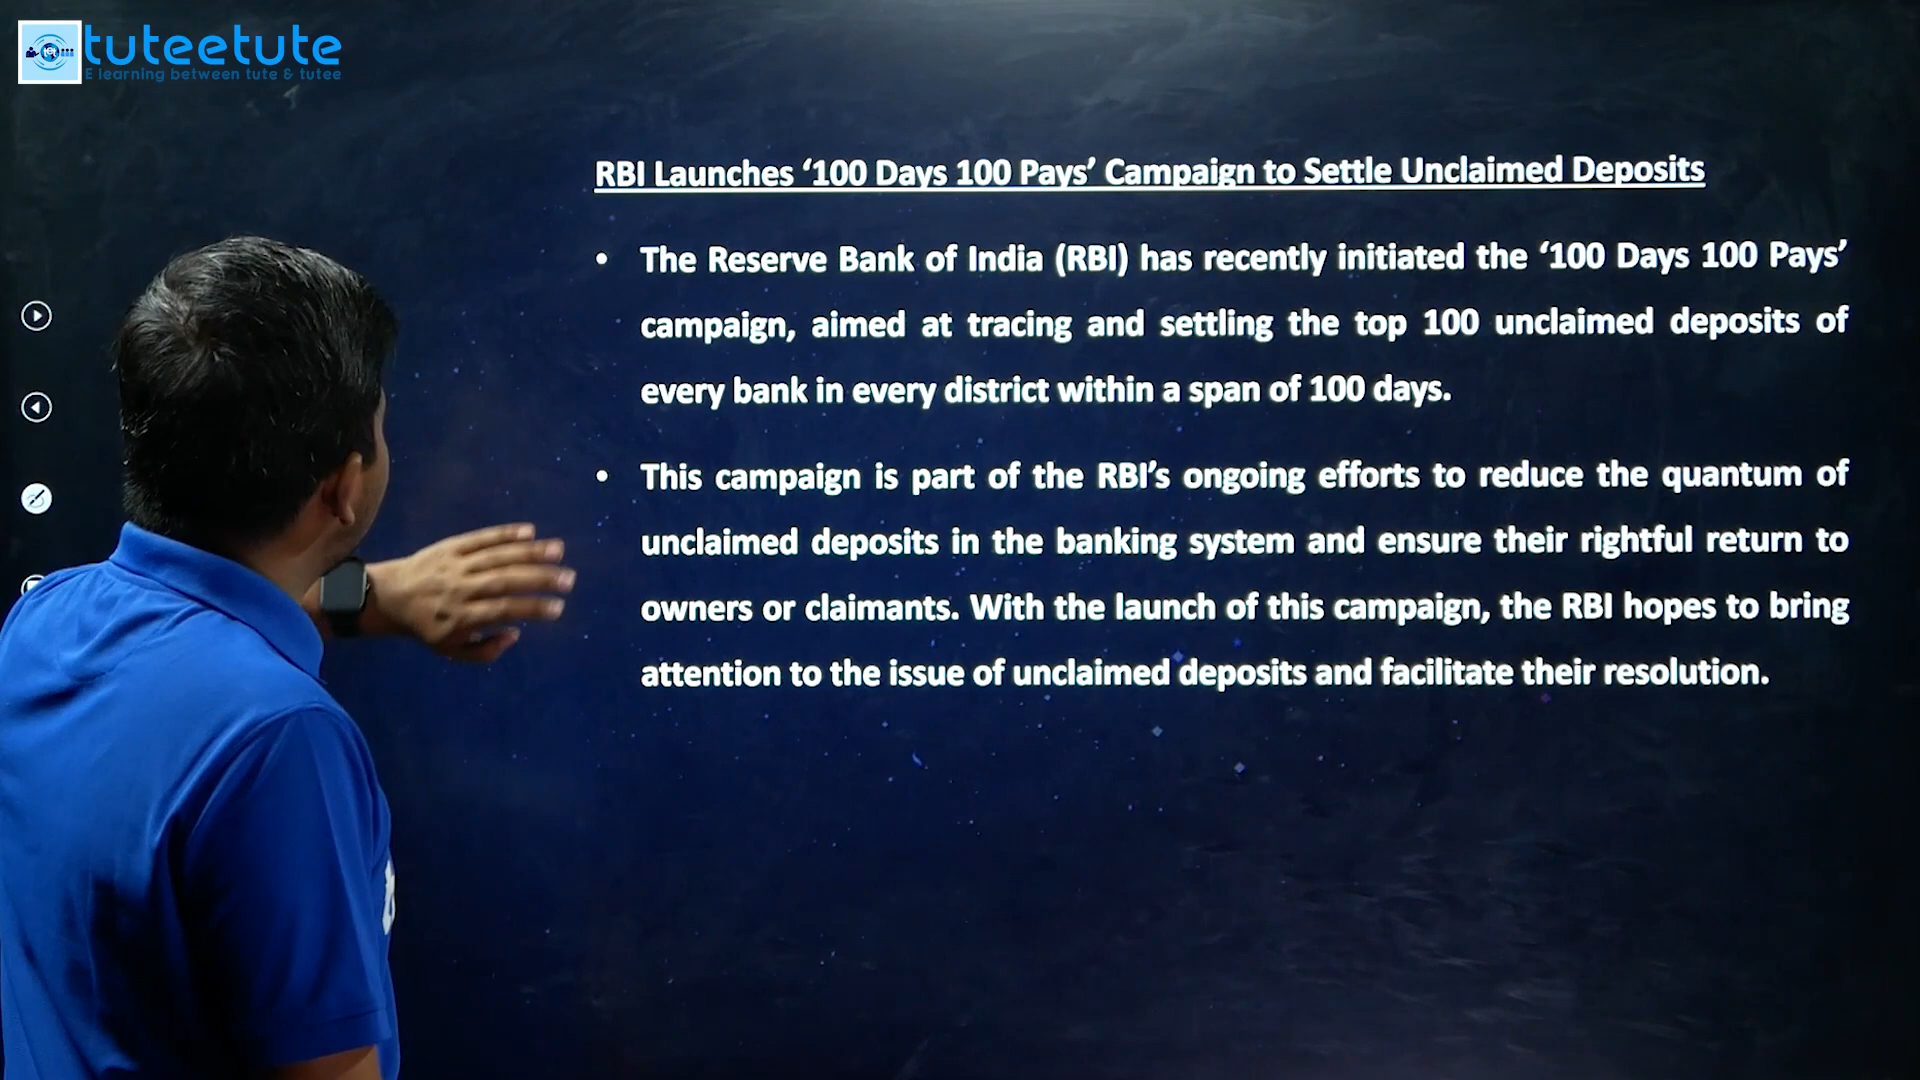 tuteetute
E learning between tute & tutee
RBI Launches ‘100 Days 100 Pays’ Campaign to Settle Unclaimed Deposits
• The Reserve Bank of India (RBI) has recently initiated the ‘100 Days 100 Pays’
campaign, aimed at tracing and settling the top 100 unclaimed deposits of
every bank in every district within a span of 100 days.
• This campaign is part of the RBI’s ongoing efforts to reduce the quantum of
unclaimed deposits in the banking system and ensure their rightful return to
owners or claimants. With the launch of this campaign, the RBI hopes to bring
attention to the issue of unclaimed deposits and facilitate their resolution.